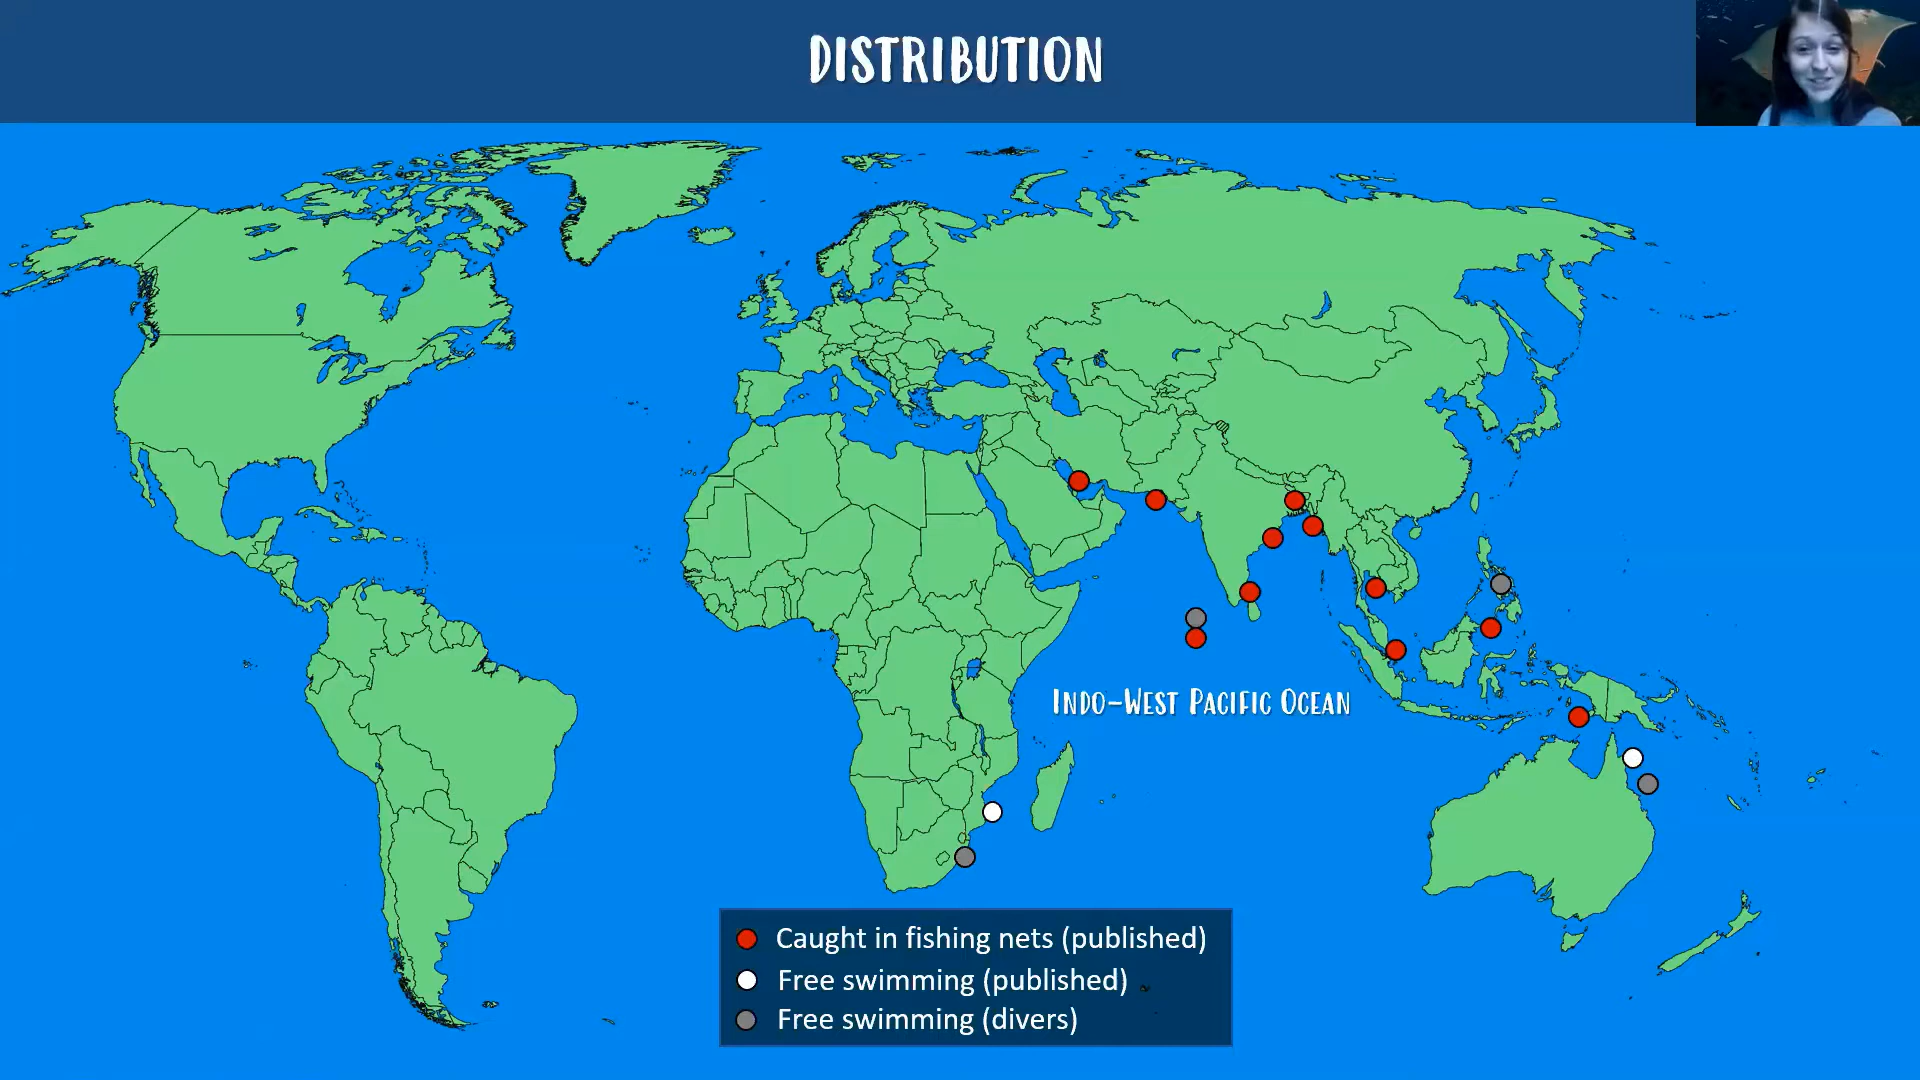 DISTRIBUTION
INDO-WEST PACIFIC OCEAN
Caught in fishing nets (published)
Free swimming (published)
Free swimming (divers)